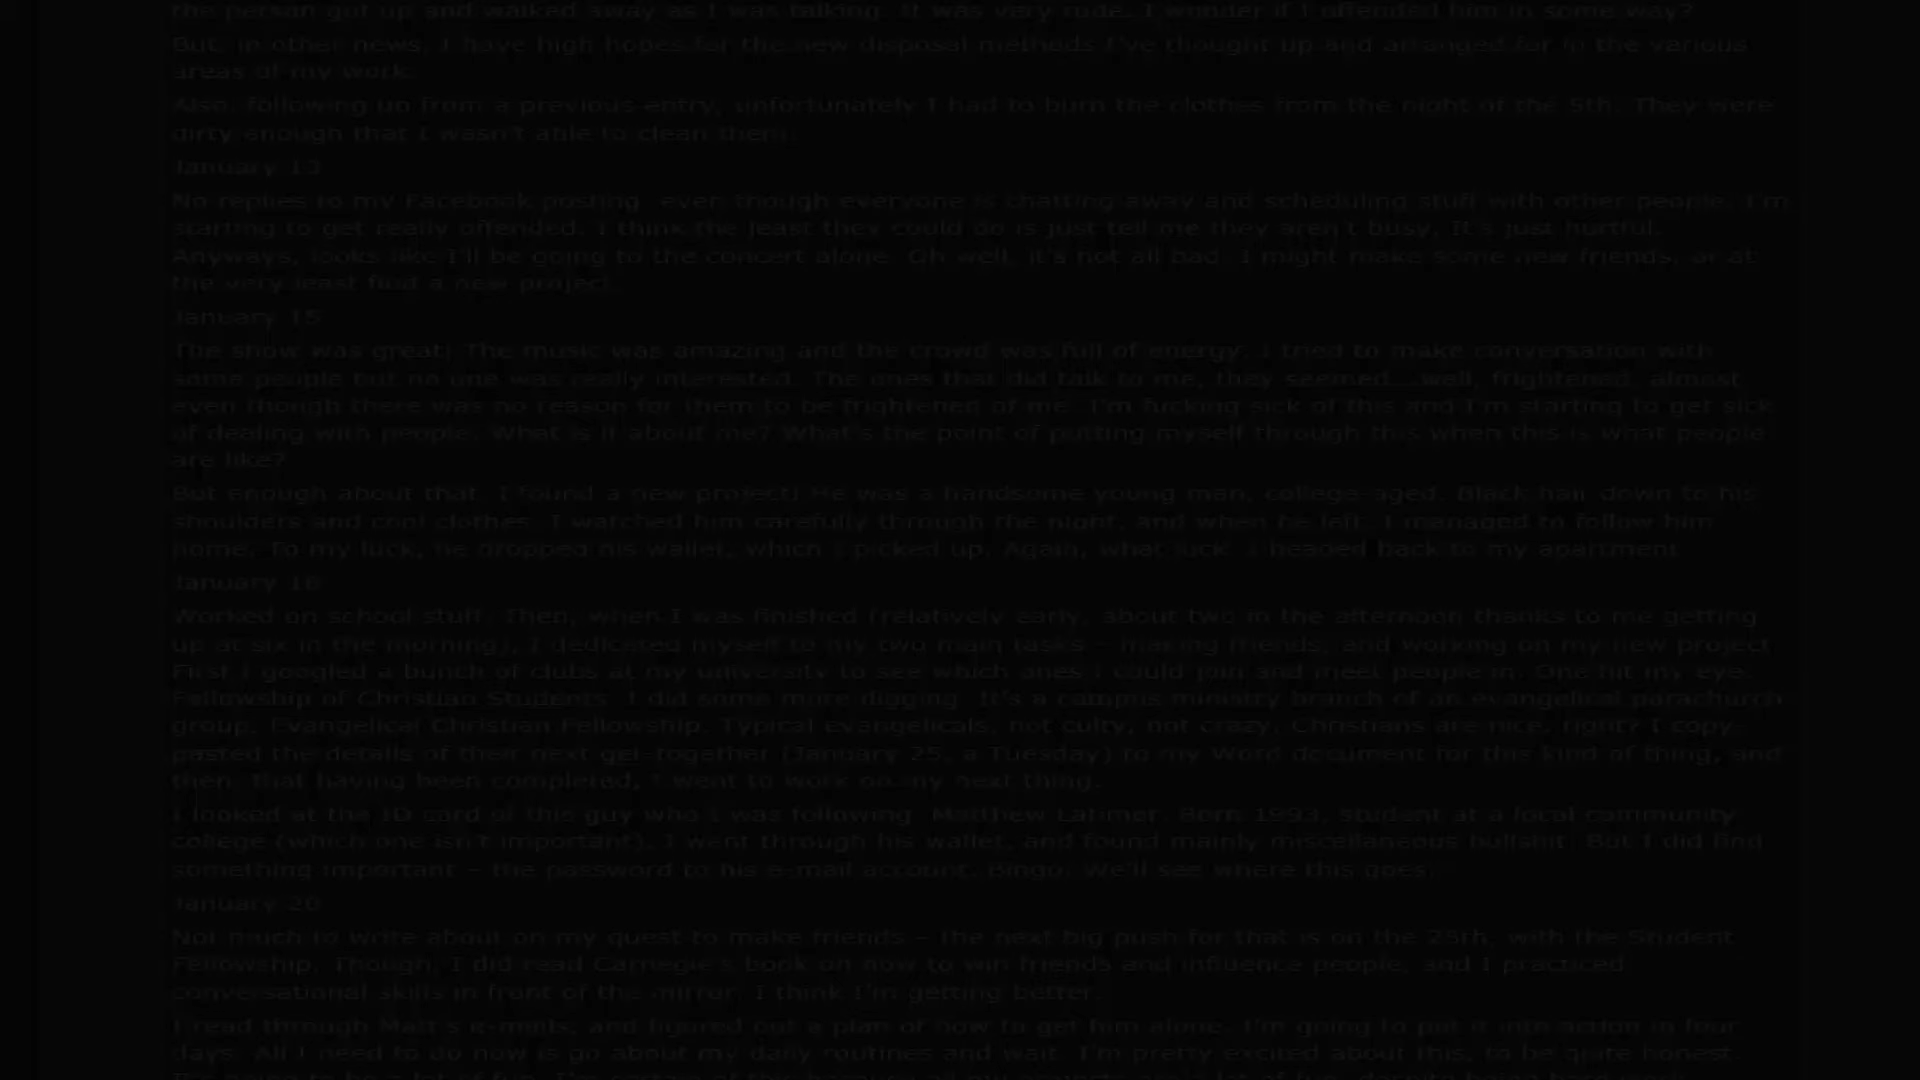 the person got up and walked away as I was talking. It was very rude. I wonder if I offended him in some way?
But, in other news, I have high hopes for the new disposal methods I've thought up and arranged for in the various
areas of my work.
Also, following up from a previous entry, unfortunately I had to burn the clothes from the night of the 5th. They were
dirty enough that I wasn't able to clean them.
January 13
No replies to my Facebook posting, even though everyone is chatting away and scheduling stuff with other people. I'm
starting to get really offended. I think the least they could do is just tell me they aren't busy. It's just hurtful.
Anyways, looks like I'll be going to the concert alone. Oh well, it's not all bad. I might make some new friends, or at
the very least find a new project.
January 15
The show was great! The music was amazing and the crowd was full of energy. I tried to make conversation with
some people but no one was really interested. The ones that did talk to me, they seemed...well, frightened, almost
even though there was no reason for them to be frightened of me. I'm fucking sick of this and I'm starting to get sick
of dealing with people. What is it about me? What's the point of putting myself through this when this is what people
are like?
But enough about that. I found a new project! He was a handsome young man, college-aged. Black hair down to his
shoulders and cool clothes. I watched him carefully through the night, and when he left, I managed to follow him
home. To my luck, he dropped his wallet, which I picked up. Again, what luck. I headed back to my apartment.
January 16
Worked on school stuff. Then, when I was finished (relatively early, about two in the afternoon thanks to me getting
up at six in the morning), I dedicated myself to my two main tasks – making friends, and working on my new project.
First I googled a bunch of clubs at my university to see which ones I could join and meet people in. One hit my eye.
Fellowship of Christian Students. I did some more digging. It's a campus ministry branch of an evangelical parachurch
group, Evangelical Christian Fellowship. Typical evangelicals, not culty, not crazy. Christians are nice, right? I copy-
pasted the details of their next get-together (January 25, a Tuesday) to my Word document for this kind of thing, and
then, that having been completed, I went to work on my next thing.
I looked at the ID card of this guy who I was following. Matthew Latimer. Born 1993, student at a local community
college (which one isn't important). I went through his wallet, and found mainly miscellaneous bullshit. But I did find
something important – the password to his e-mail account. Bingo. We'll see where this goes.
January 20
Not much to write about on my quest to make friends – the next big push for that is on the 25th, with the Student
Fellowship. Though, I did read Carnegie's book on how to win friends and influence people, and I practiced
conversational skills in front of the mirror. I think I'm getting better.
I read through Matt's e-mails, and figured out a plan of how to get him alone. I'm going to put it into action in four
days. All I need to do now is go about my daily routines and wait. I'm pretty excited about this, to be quite honest.